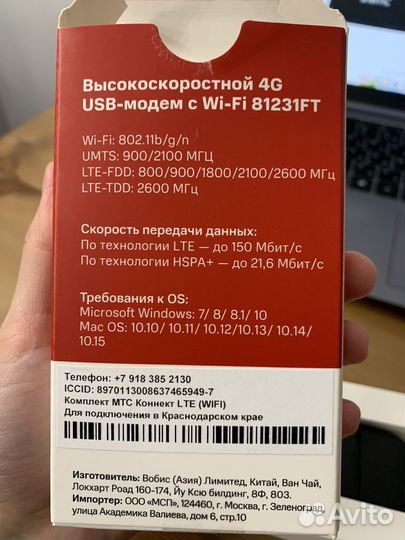 Высокоскоростной 4G
USB-модем с Wi-Fi 81231FT
Wi-Fi: 802.11b/g/n
UMTS: 900/2100 МГЦ
LTE-FDD: 800/900/1800/2100/2600 МГЦ
LTE-TDD: 2600 МГЦ
Скорость передачи данных:
По технологии LTE — до 150 Мбит/с
По технологии HSPA+ — до 21,6 Мбит/с
Требования к OS:
Microsoft Windows: 7/ 8/ 8.1/ 10
Mac OS: 10.10/ 10.11/ 10.12/10.13/ 10.14/
10.15
Телефон: +7 918 385 2130
ICCID: 8970113008637465949-7
Комплект МТС Коннект LTE (WIFI)
Для подключения в Краснодарском крае
Изготовитель: Вобис (Азия) Лимитед, Китай, Ван Чай,
Локхарт Роад 160-174, Йу Ксю билдинг, 8Ф, 803.
Импортер: ООО «МСП», 124460, г. Москва, г. Зеленоград,
улица Академика Валиева, дом 6, стр.10
Avito